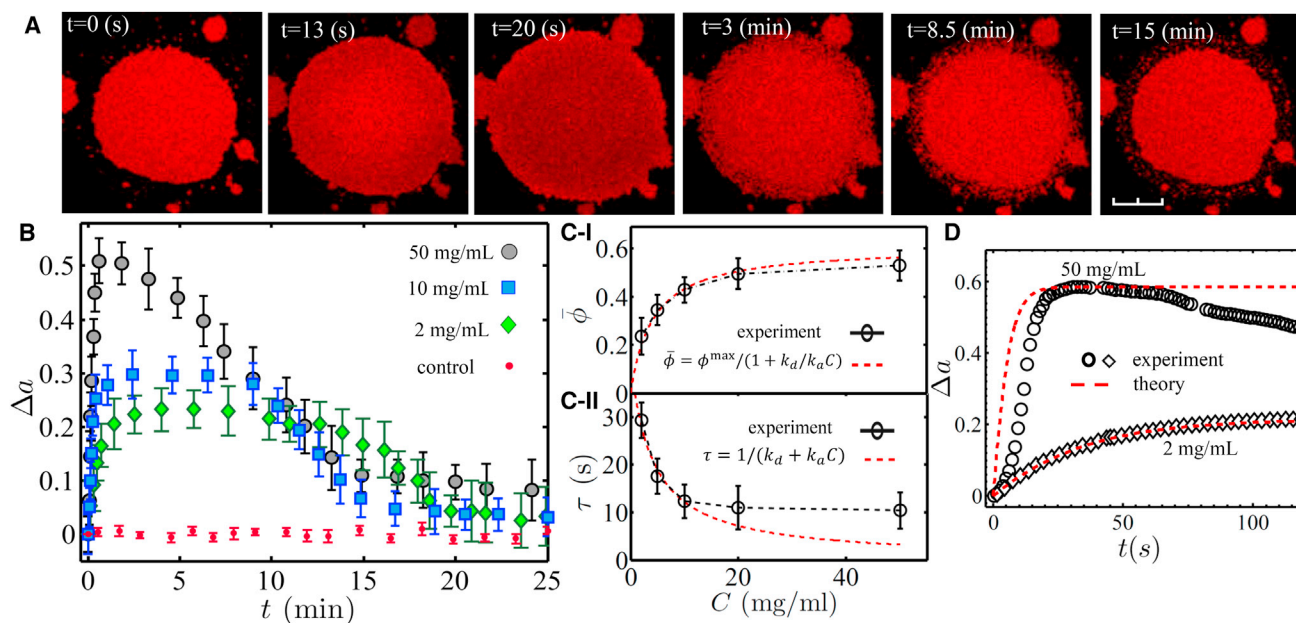 A
t=0 (s)
t=13 (s)
t=20 (s)
t=3 (min)
t=8.5 (min)
t=15 (min)
B
0.5
0.4
0.3
0.2
0.1
0
Δa
50 mg/mL
10 mg/mL
2 mg/mL
control
0
5
10
15
20
25
t (min)
C-I
0.6
0.4
0.2
0
ϕ̄
experiment
ϕ̄ = ϕ^max/(1 + k_d/k_aC)
C-II
30
20
10
0
τ (s)
experiment
τ = 1/(k_d + k_aC)
0
20
40
C (mg/ml)
D
0.6
0.4
0.2
0
Δa
50 mg/mL
experiment
theory
2 mg/mL
0
50
100
t(s)